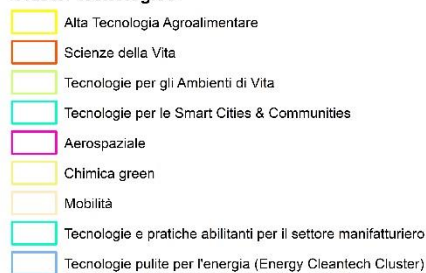 Alta Tecnologia Agroalimentare
Scienze della Vita
Tecnologie per gli Ambienti di Vita
Tecnologie per le Smart Cities & Communities
Aerospaziale
Chimica green
Mobilità
Tecnologie e pratiche abilitanti per il settore manifatturiero
Tecnologie pulite per l'energia (Energy Cleantech Cluster)